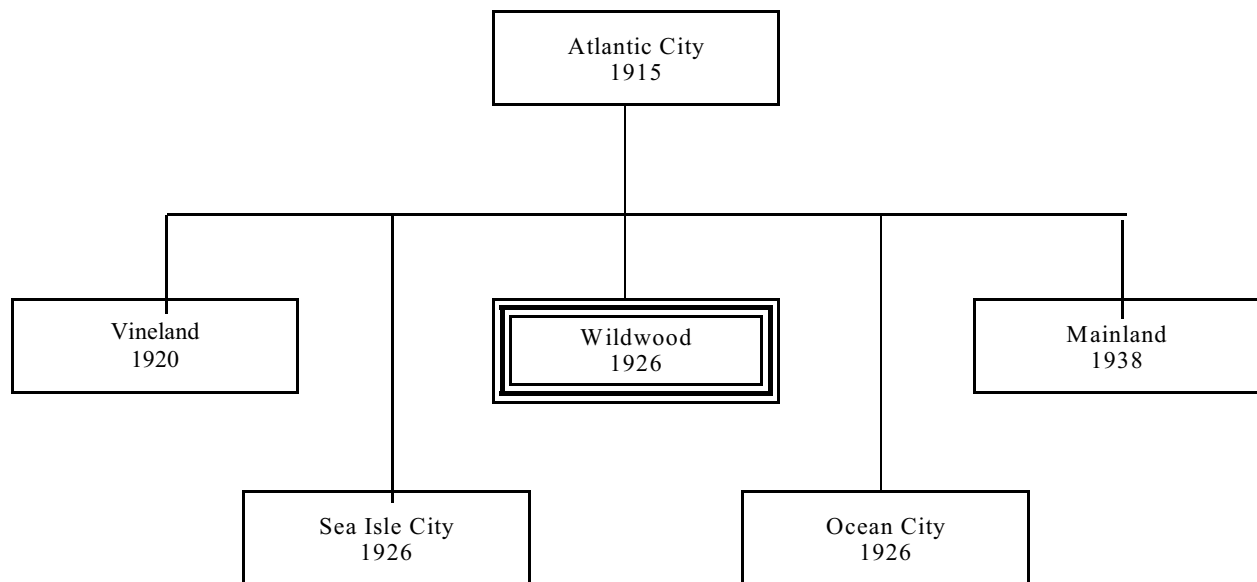 Atlantic City
1915
Vineland
1920
Wildwood
1926
Mainland
1938
Sea Isle City
1926
Ocean City
1926